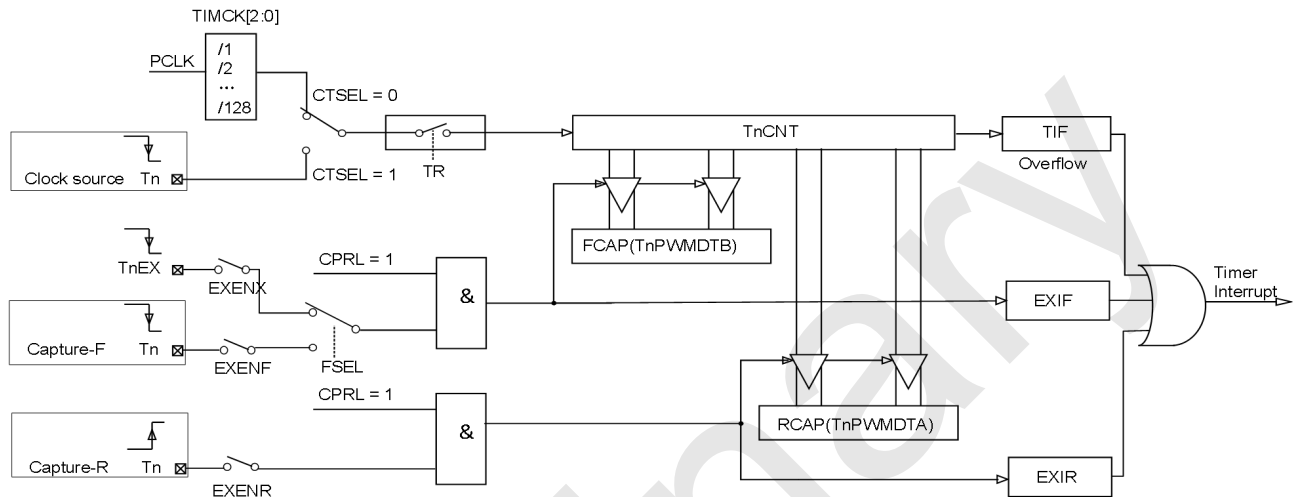 TIMCK[2:0]
PCLK
/1
/2
...
/128
CTSEL = 0
Clock source Tn
CTSEL = 1
TR
TnCNT
TIF
Overflow
FCAP(TnPWMDTB)
TnEX
EXENX
CPRL = 1
&
Capture-F Tn
EXENF
FSEL
EXIF
Timer
Interrupt
CPRL = 1
&
RCAP(TnPWMDTA)
Capture-R Tn
EXENR
EXIR